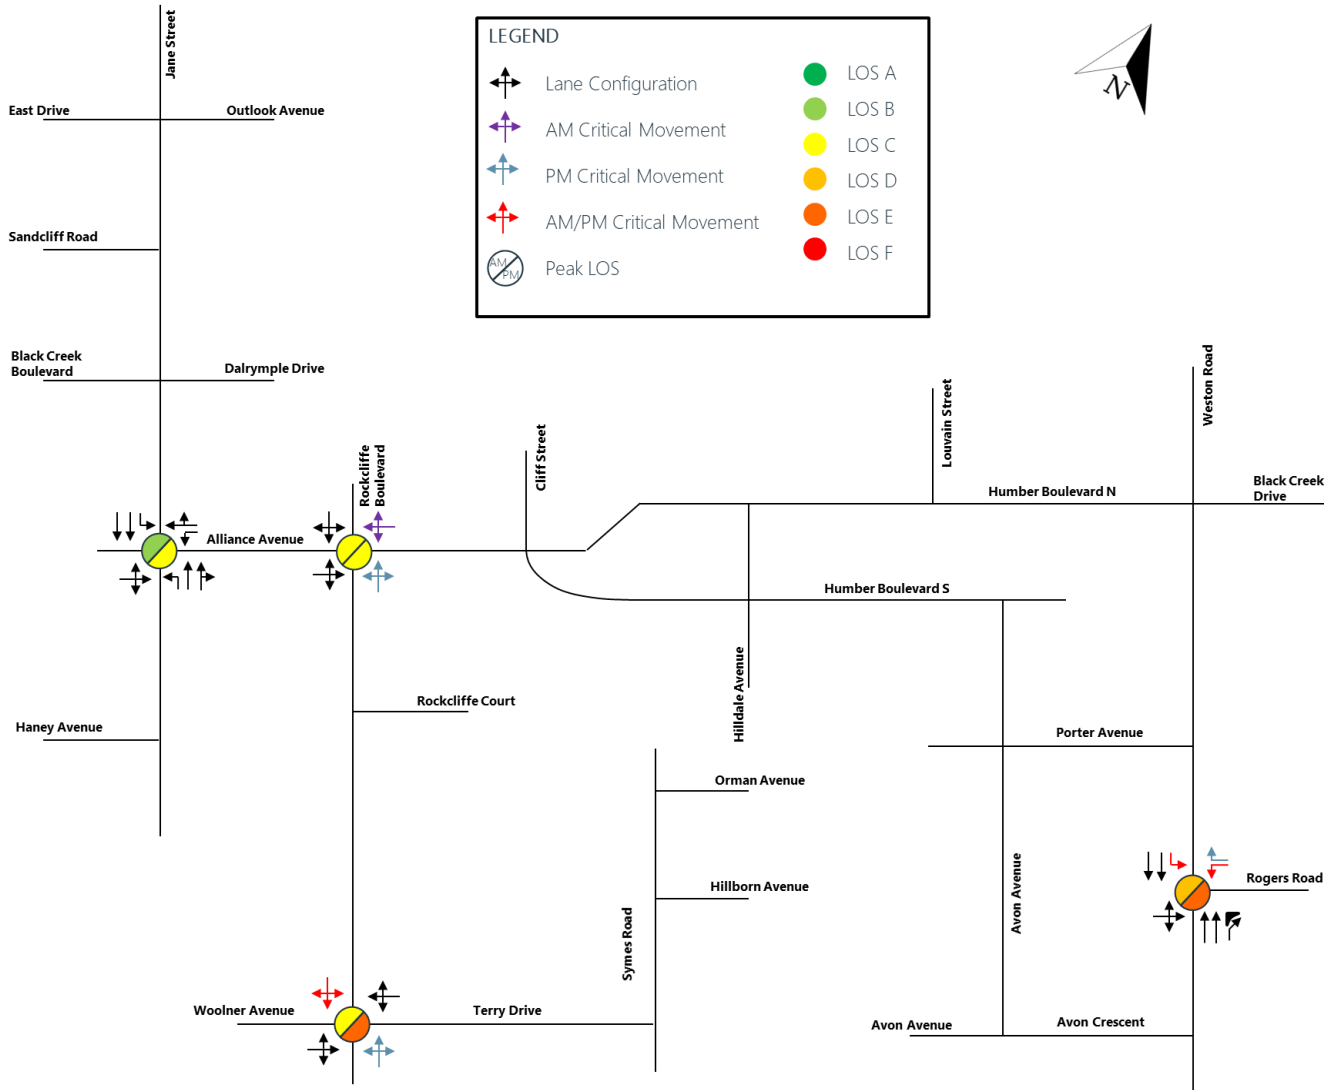 Jane Street
LEGEND
Lane Configuration
AM Critical Movement
PM Critical Movement
AM/PM Critical Movement
AM
PM
Peak LOS
LOS A
LOS B
LOS C
LOS D
LOS E
LOS F
N
East Drive
Outlook Avenue
Sandcliff Road
Black Creek
Boulevard
Dalrymple Drive
Rockcliffe
Boulevard
Cliff Street
Louvain Street
Weston Road
Humber Boulevard N
Black Creek
Drive
Alliance Avenue
Humber Boulevard S
Hilldale Avenue
Rockcliffe Court
Haney Avenue
Porter Avenue
Orman Avenue
Hillborn Avenue
Symes Road
Avon Avenue
Rogers Road
Woolner Avenue
Terry Drive
Avon Avenue
Avon Crescent